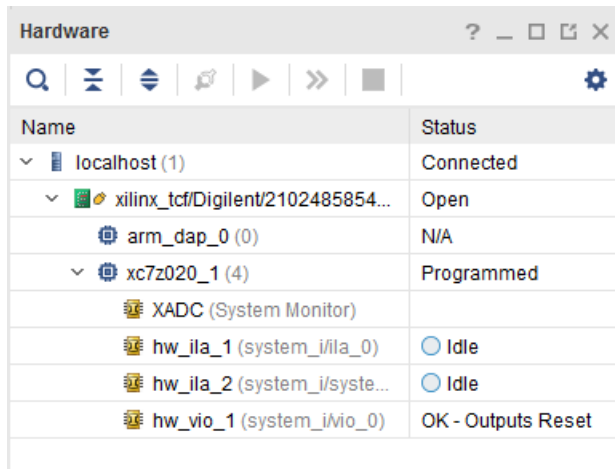 Hardware ?
Name Status
localhost (1) Connected
xilinx_tcf/Digilent/2102485854... Open
arm_dap_0 (0) N/A
xc7z020_1 (4) Programmed
XADC (System Monitor)
hw_ila_1 (system_i/ila_0) Idle
hw_ila_2 (system_i/syste... Idle
hw_vio_1 (system_i/vio_0) OK - Outputs Reset